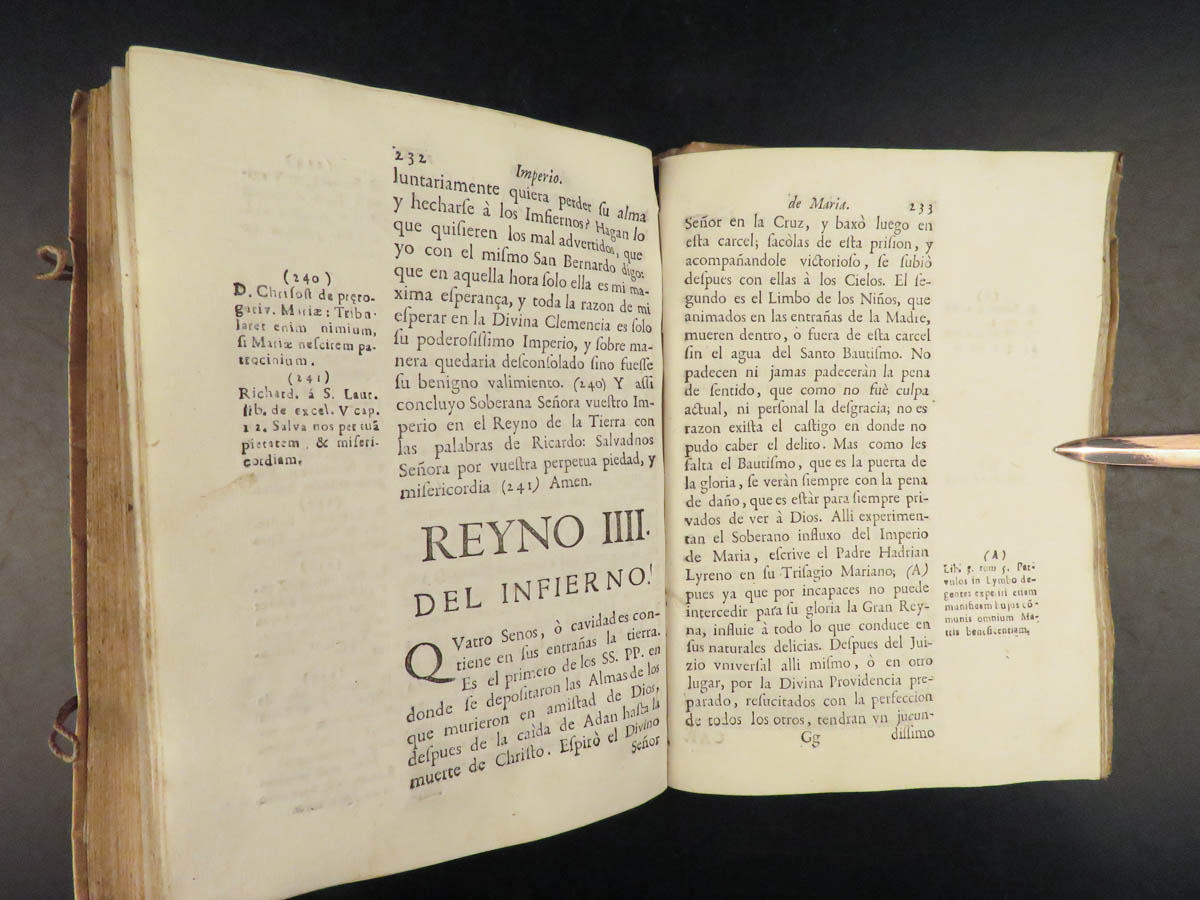 232
Imperio.
luntariamente quiera perder ſu alma
y hecharſe à los Imfiernos? Hagan lo
que quiſieren los mal advertidos, que
yo con el miſmo San Bernardo digo:
que en aquella hora ſolo ella es mi ma-
xima eſperança, y toda la razon de mi
eſperar en la Divina Clemencia es ſolo
ſu poderoſiſſimo Imperio, y ſobre ma-
nera quedaria deſconſolado ſino fueſſe
ſu benigno valimiento. (240) Y aſſi
concluyo Soberana Señora vueſtro Im-
perio en el Reyno de la Tierra con
las palabras de Ricardo: Salvadnos
Señora por vueſtra perpetua piedad, y
miſericordia (241) Amen.
(240)
D. Chriſoſt de prero-
gativ. Mariæ: Tribu-
laret enim nimium,
ſi Mariæ neſcirem pa-
trocinium.
(241)
Richard. á S. Laur.
lib. de excel. V cap.
12. Salva nos per tuã
pietatem, & miſeri-
cordiam,
REYNO IIII.
DEL INFIERNO.
QVatro Senos, ò cavidades con-
tiene en ſus entrañas la tierra.
Es el primero de los SS. PP. en
donde ſe depoſitaron las Almas de los
que murieron en amiſtad de Dios,
deſpues de la caìda de Adan haſta la
muerte de Chriſto. Eſpirò el Divino
Señor
de Maria.
233
Señor en la Cruz, y baxò luego en
eſta carcel; ſacòlas de eſta priſion, y
acompañandole victorioſo, ſe ſubiò
deſpues con ellas à los Cielos. El ſe-
gundo es el Limbo de los Niños, que
animados en las entrañas de la Madre,
mueren dentro, ò fuera de eſta carcel
ſin el agua del Santo Bautiſmo. No
padecen ni jamas padeceràn la pena
de ſentido, que como no fuè culpa
actual, ni perſonal la deſgracia; no es
razon exiſta el caſtigo en donde no
pudo caber el delito. Mas como les
falta el Bautiſmo, que es la puerta de
la gloria, ſe veràn ſiempre con la pena
de daño, que es eſtàr para ſiempre pri-
vados de ver à Dios. Alli experimen-
tan el Soberano influxo del Imperio
de Maria, eſcrive el Padre Hadrian
Lyreno en ſu Triſagio Mariano; (A)
pues ya que por incapaces no puede
interceder para ſu gloria la Gran Rey-
na, influie à todo lo que conduce en
ſus naturales delicias. Deſpues del Jui-
zio vniverſal alli miſmo, ò en otro
lugar, por la Divina Providencia pre-
parado, reſucitados con la perfeccion
de todos los otros, tendran vn jucun-
Gg
diſſimo
(A)
Lib. 5. tom 5. Par-
vulos in Lymbo de-
gentes experiri etiam
manifeſtam hujus cõ-
munis omnium Ma-
tris beneficentiam,